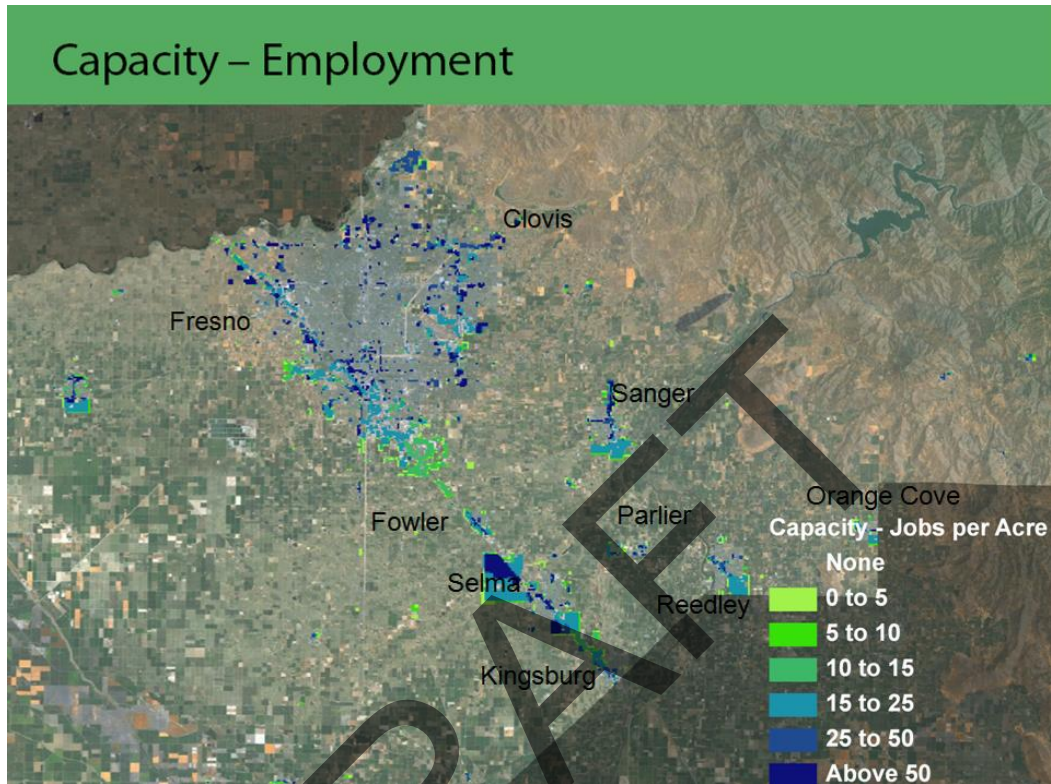 Capacity – Employment
Clovis
Fresno
Sanger
Orange Cove
Fowler
Parlier
Capacity - Jobs per Acre
None
Selma
0 to 5
Reedley
5 to 10
10 to 15
Kingsburg
15 to 25
25 to 50
Above 50
DRAFT